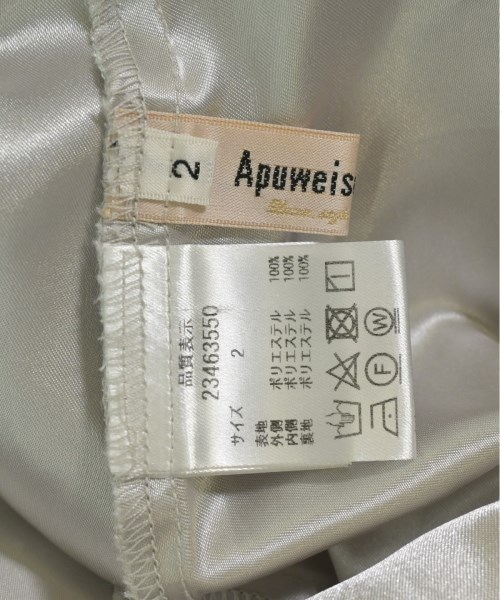 2
Apuweis
品質表示
23463550
サイズ 2
表地
外側 ポリエステル 100%
内側 ポリエステル 100%
裏地 ポリエステル 100%
W
F